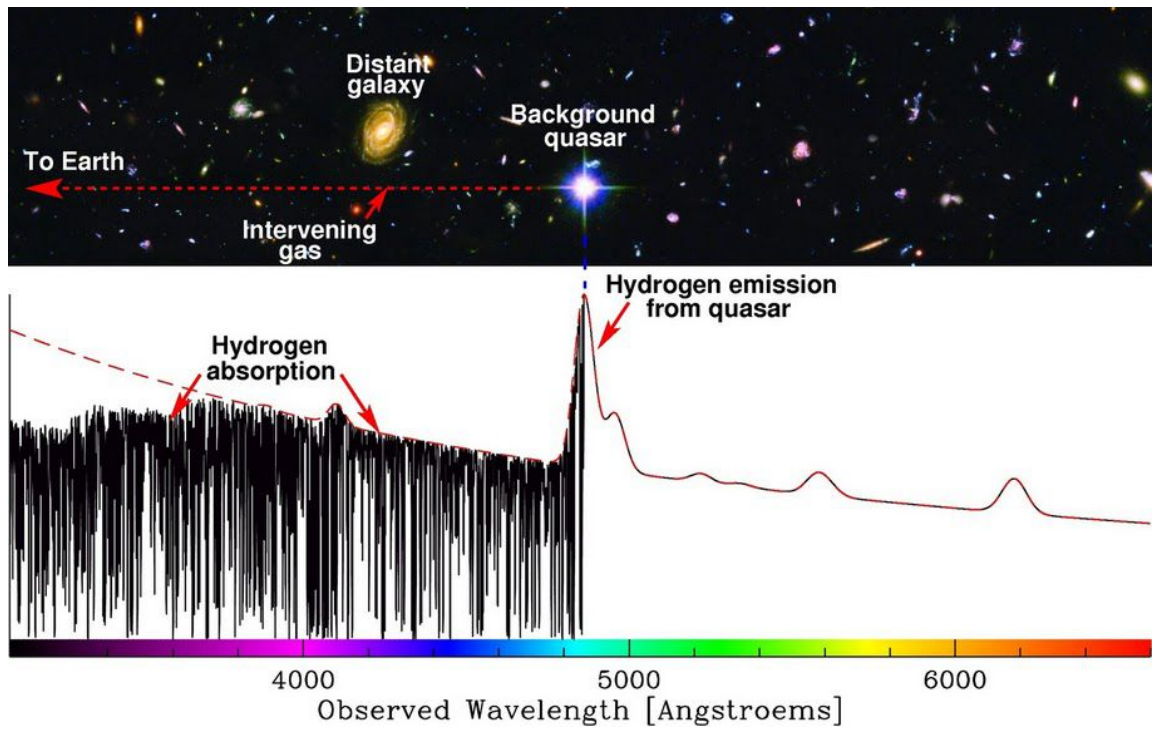 Distant
galaxy
Background
quasar
To Earth
Intervening
gas
Hydrogen emission
from quasar
Hydrogen
absorption
4000 5000 6000
Observed Wavelength [Angstroems]